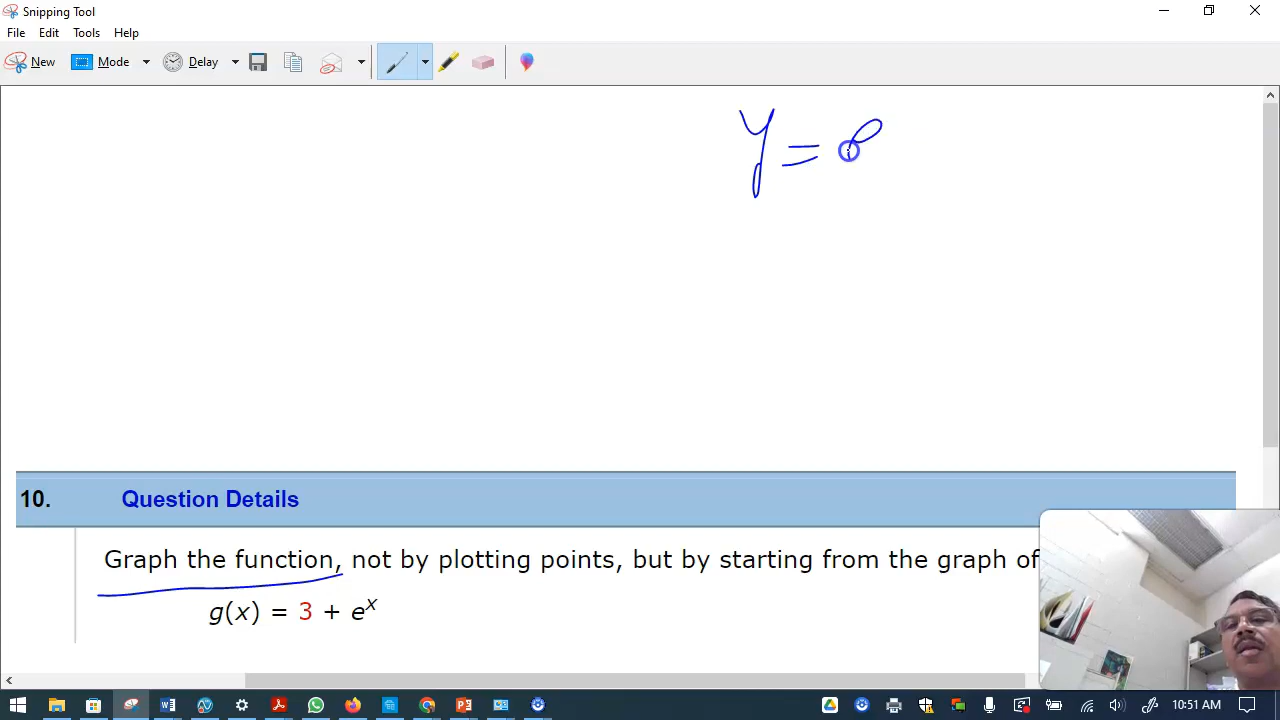 Snipping Tool
File Edit Tools Help
New Mode Delay
y = e
10. Question Details
Graph the function, not by plotting points, but by starting from the graph of
g(x) = 3 + eˣ
10:51 AM